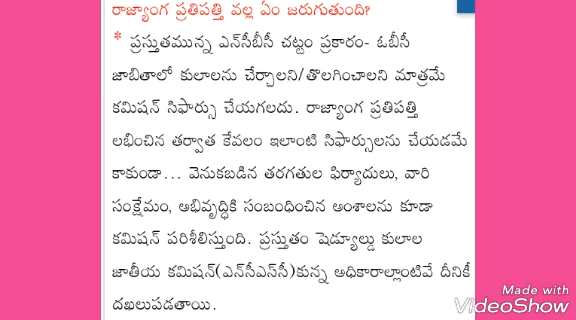 రాజ్యాంగ ప్రతిపత్తి వల్ల ఏం జరుగుతుంది?
* ప్రస్తుతమున్న ఎన్‌సీబీసీ చట్టం ప్రకారం- ఓబీసీ
జాబితాలో కులాలను చేర్చాలని/తొలగించాలని మాత్రమే
కమిషన్ సిఫార్సు చేయగలదు. రాజ్యాంగ ప్రతిపత్తి
లభించిన తర్వాత కేవలం ఇలాంటి సిఫార్సులను చేయడమే
కాకుండా... వెనుకబడిన తరగతుల ఫిర్యాదులు, వారి
సంక్షేమం, అభివృద్ధికి సంబంధించిన అంశాలను కూడా
కమిషన్ పరిశీలిస్తుంది. ప్రస్తుతం షెడ్యూల్డు కులాల
జాతీయ కమిషన్(ఎన్‌సీఎస్‌సీ)కున్న అధికారాల్లాంటివే దీనికీ
దఖలుపడతాయి.
Made with
VideoShow